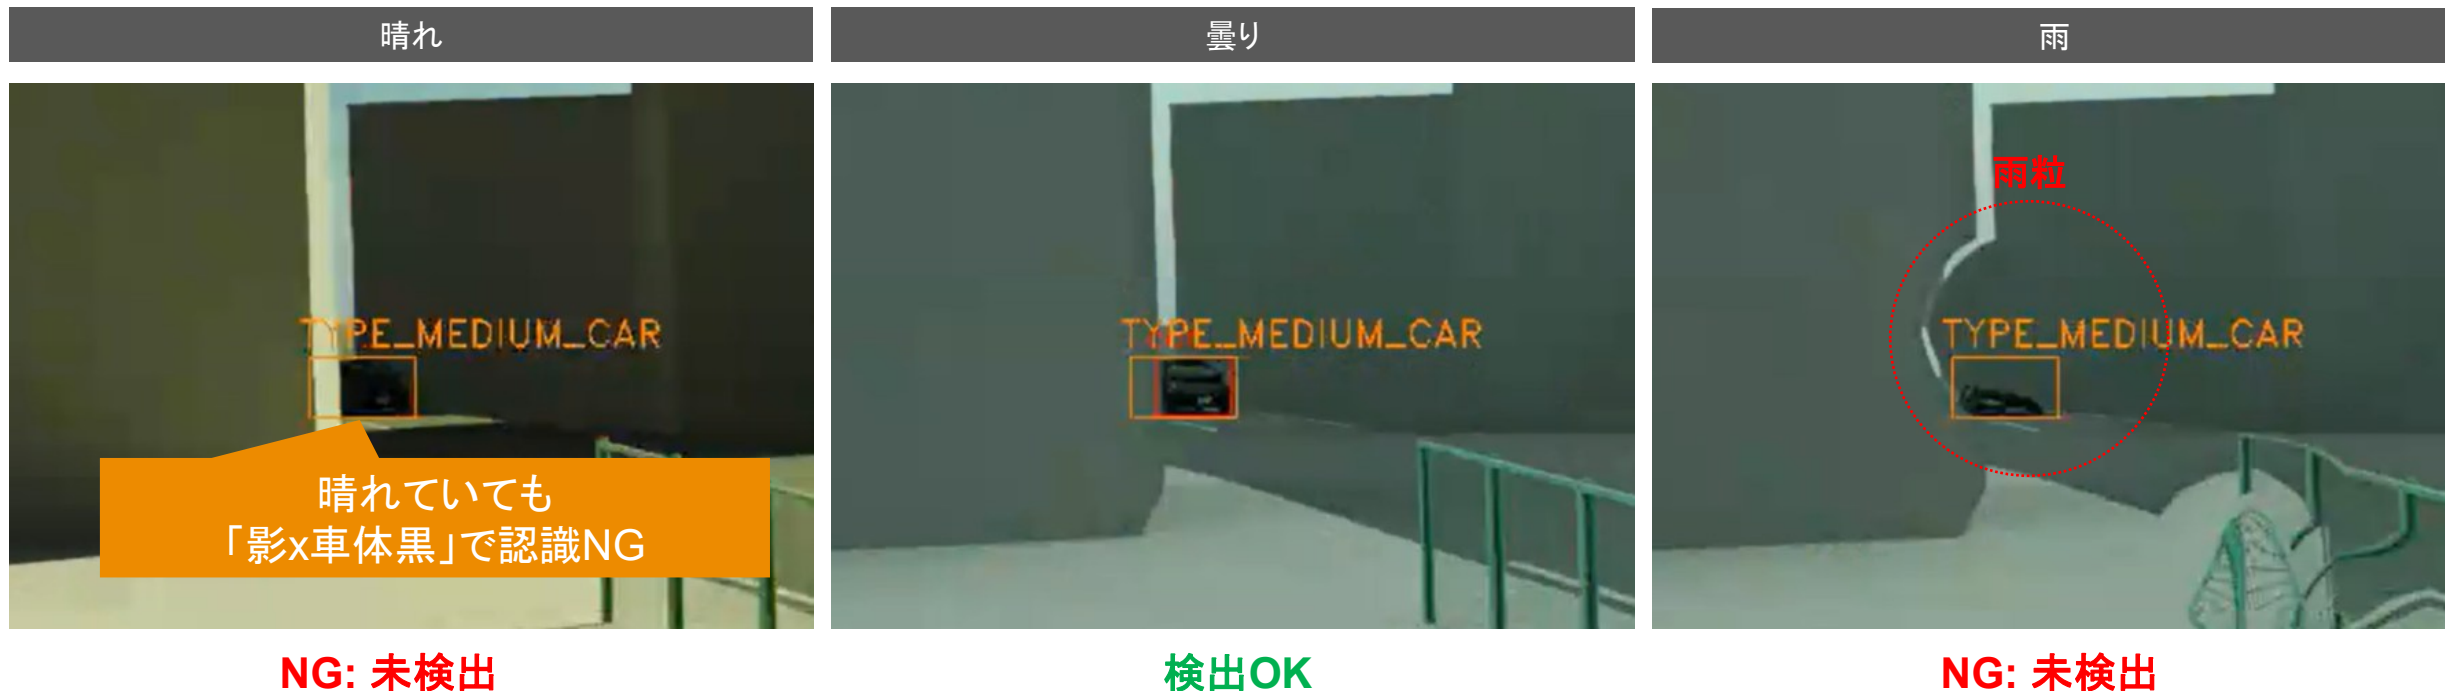 晴れ
曇り
雨
TYPE_MEDIUM_CAR
TYPE_MEDIUM_CAR
雨粒
TYPE_MEDIUM_CAR
晴れていても
「影x車体黒」で認識NG
NG: 未検出
検出OK
NG: 未検出